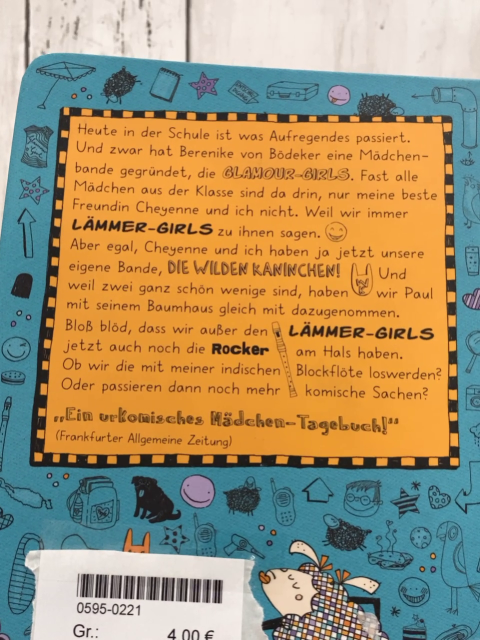 Heute in der Schule ist was Aufregendes passiert.
Und zwar hat Berenike von Bödeker eine Mädchen-
bande gegründet, die GLAMOUR-GIRLS. Fast alle
Mädchen aus der Klasse sind da drin, nur meine beste
Freundin Cheyenne und ich nicht. Weil wir immer
LÄMMER-GIRLS zu ihnen sagen.
Aber egal, Cheyenne und ich haben ja jetzt unsere
eigene Bande, DIE WILDEN KANINCHEN! Und
weil zwei ganz schön wenige sind, haben wir Paul
mit seinem Baumhaus gleich mit dazugenommen.
Bloß blöd, dass wir außer den LÄMMER-GIRLS
jetzt auch noch die Rocker am Hals haben.
Ob wir die mit meiner indischen Blockflöte loswerden?
Oder passieren dann noch mehr komische Sachen?
„Ein urkomisches Mädchen-Tagebuch!“
(Frankfurter Allgemeine Zeitung)
0595-0221
Gr.: 4,00 €